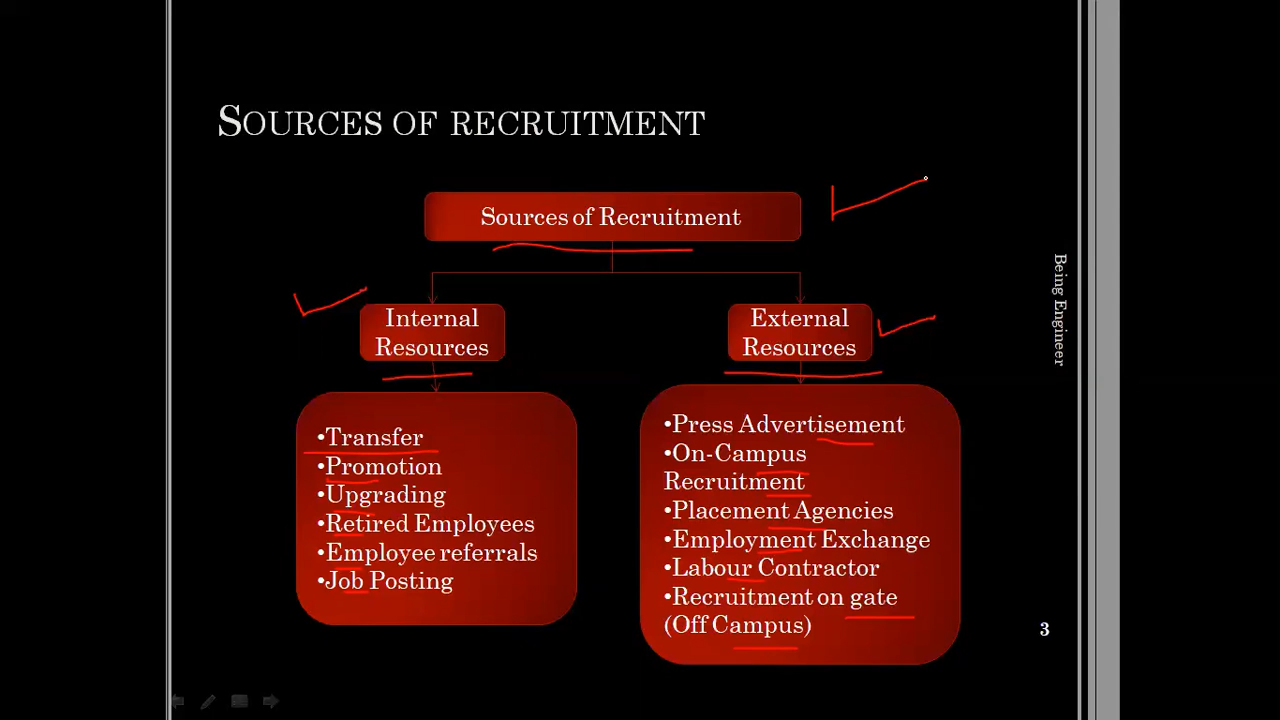 SOURCES OF RECRUITMENT
Sources of Recruitment
Internal
Resources
External
Resources
•Transfer
•Promotion
•Upgrading
•Retired Employees
•Employee referrals
•Job Posting
•Press Advertisement
•On-Campus
Recruitment
•Placement Agencies
•Employment Exchange
•Labour Contractor
•Recruitment on gate
(Off Campus)
Being Engineer
3